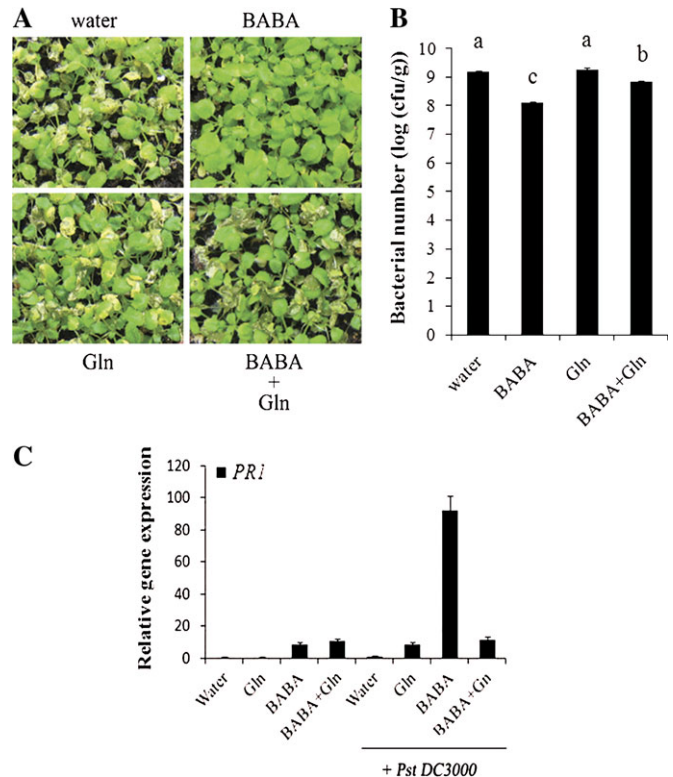 A
water
BABA
Gln
BABA
+
Gln
B
Bacterial number (log (cfu/g))
10
9
8
7
6
5
4
3
2
1
0
a
c
a
b
water
BABA
Gln
BABA+Gln
C
Relative gene expression
120
100
80
60
40
20
0
PR1
Water
Gln
BABA
BABA+Gln
Water
Gln
BABA
BABA+Gn
+ Pst DC3000